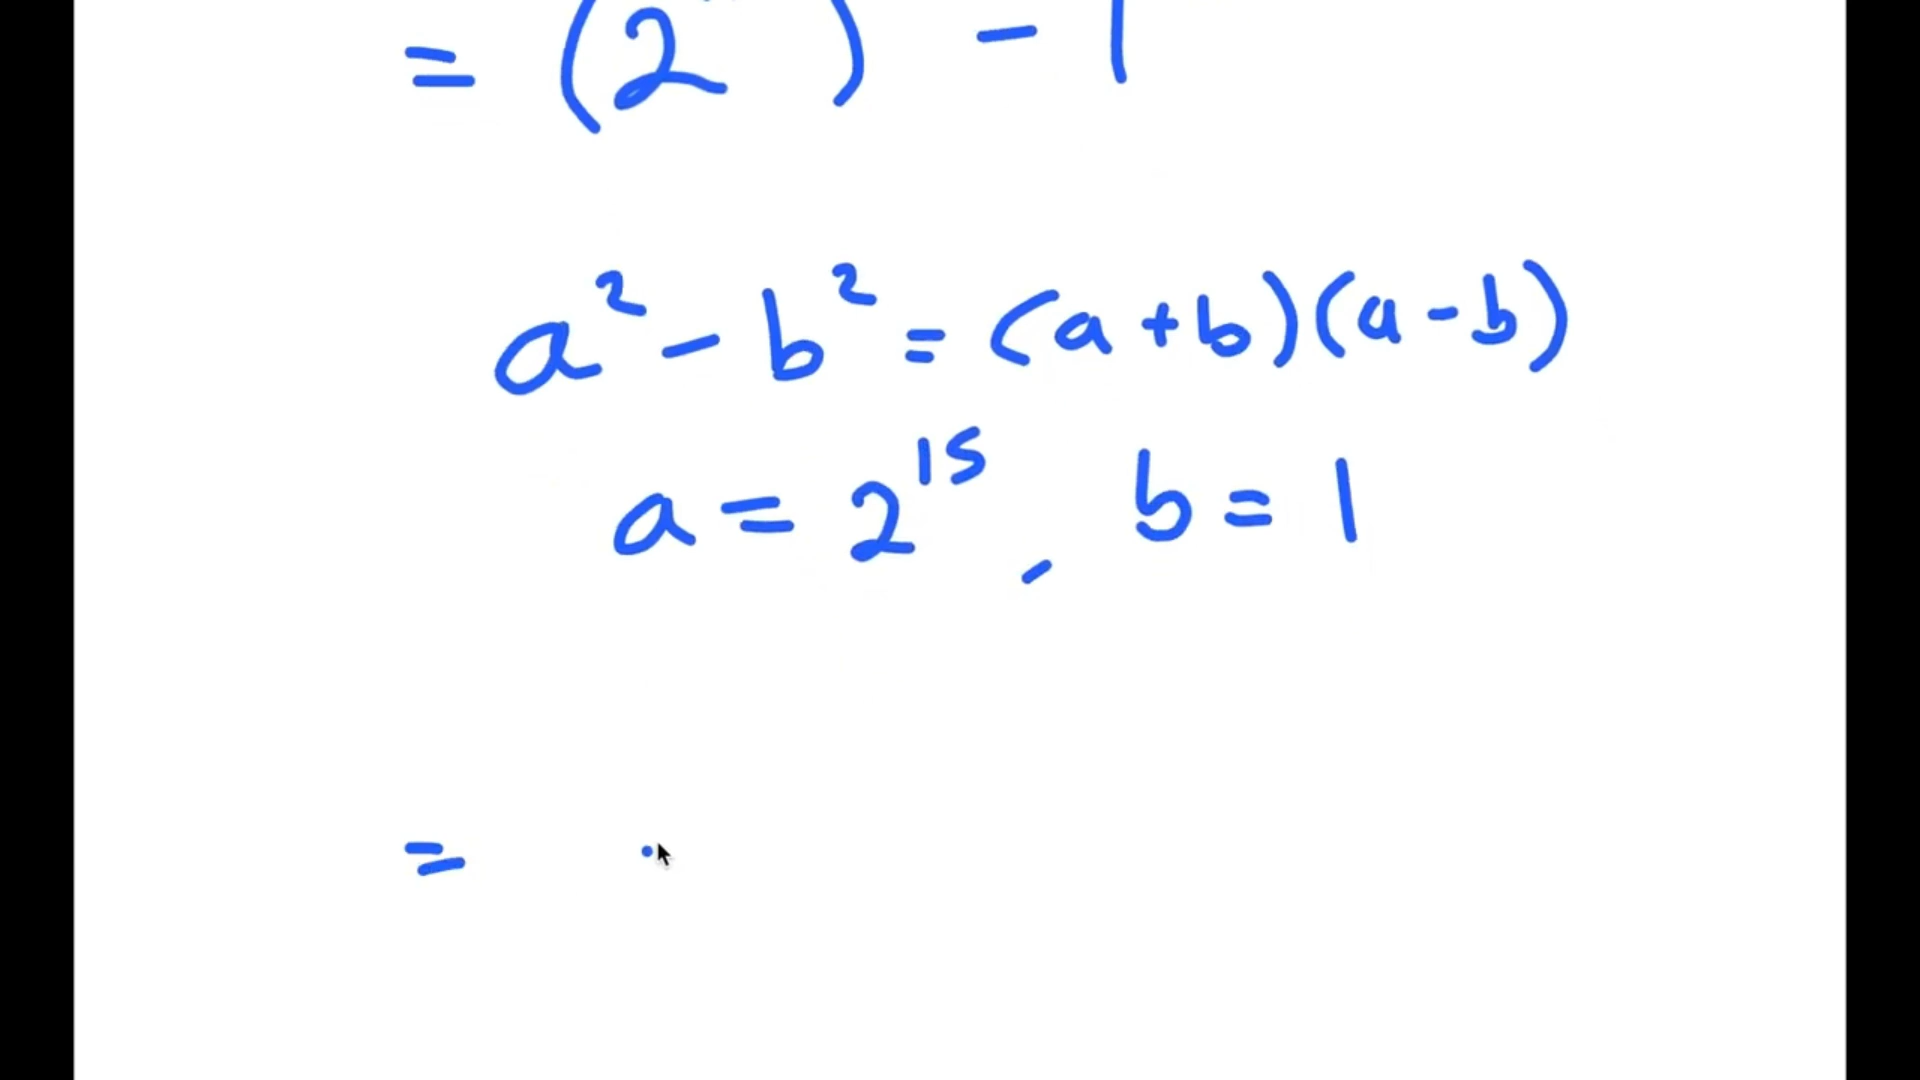 = (2 ) - 1
a² - b² = (a + b)(a - b)
a = 2¹⁵, b = 1
=